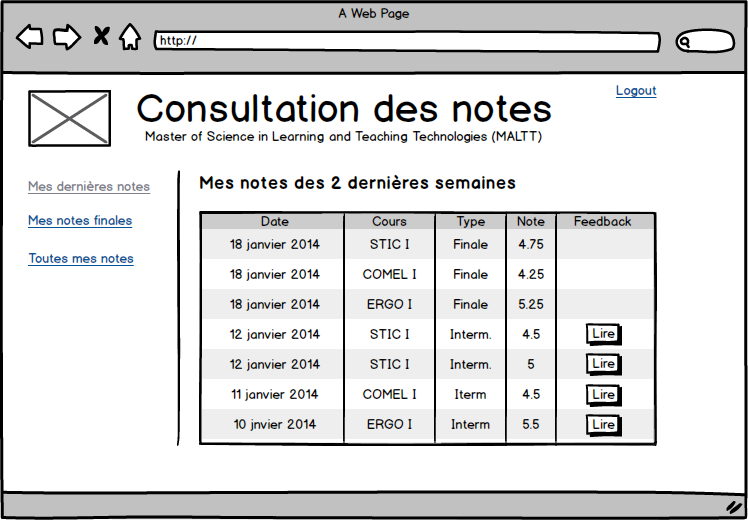 A Web Page
http://
Logout
Consultation des notes
Master of Science in Learning and Teaching Technologies (MALTT)
Mes dernières notes
Mes notes finales
Toutes mes notes
Mes notes des 2 dernières semaines
Date Cours Type Note Feedback
18 janvier 2014 STIC I Finale 4.75
18 janvier 2014 COMEL I Finale 4.25
18 janvier 2014 ERGO I Finale 5.25
12 janvier 2014 STIC I Interm. 4.5 Lire
12 janvier 2014 STIC I Interm. 5 Lire
11 janvier 2014 COMEL I Iterm 4.5 Lire
10 jnvier 2014 ERGO I Interm 5.5 Lire